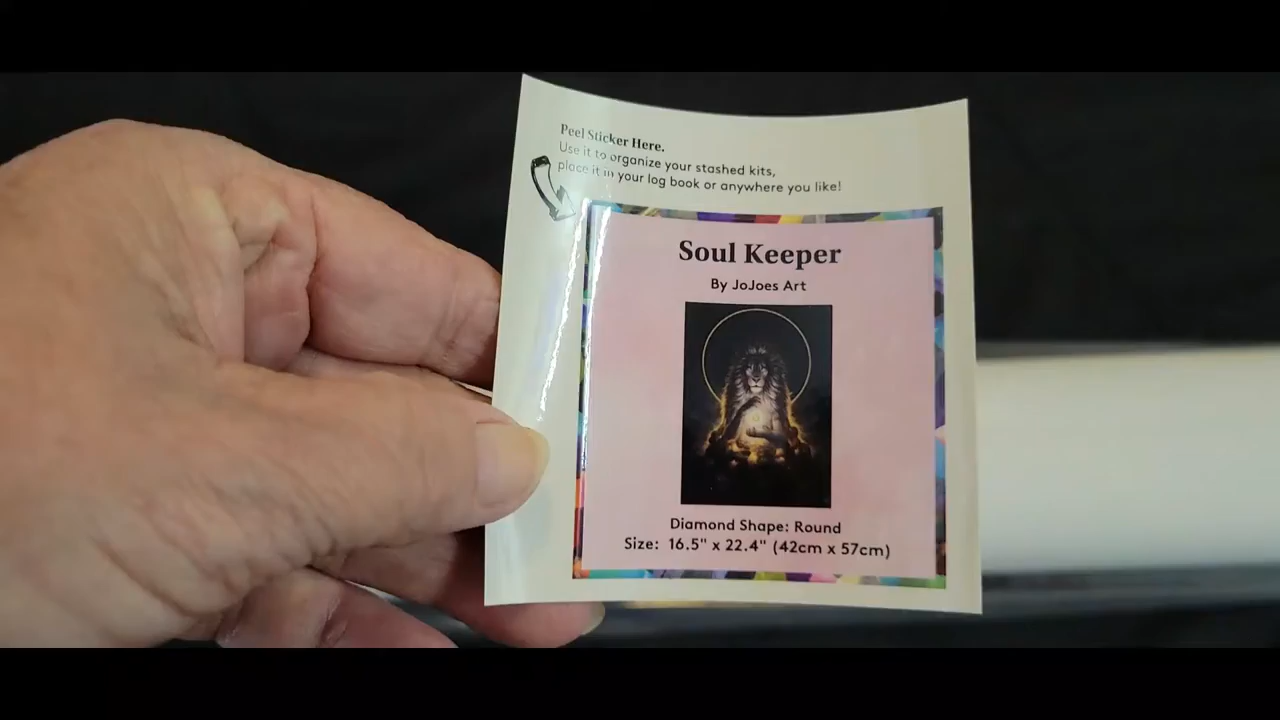 Peel Sticker Here.
Use it to organize your stashed kits,
place it in your log book or anywhere you like!
Soul Keeper
By JoJoes Art
Diamond Shape: Round
Size: 16.5" x 22.4" (42cm x 57cm)